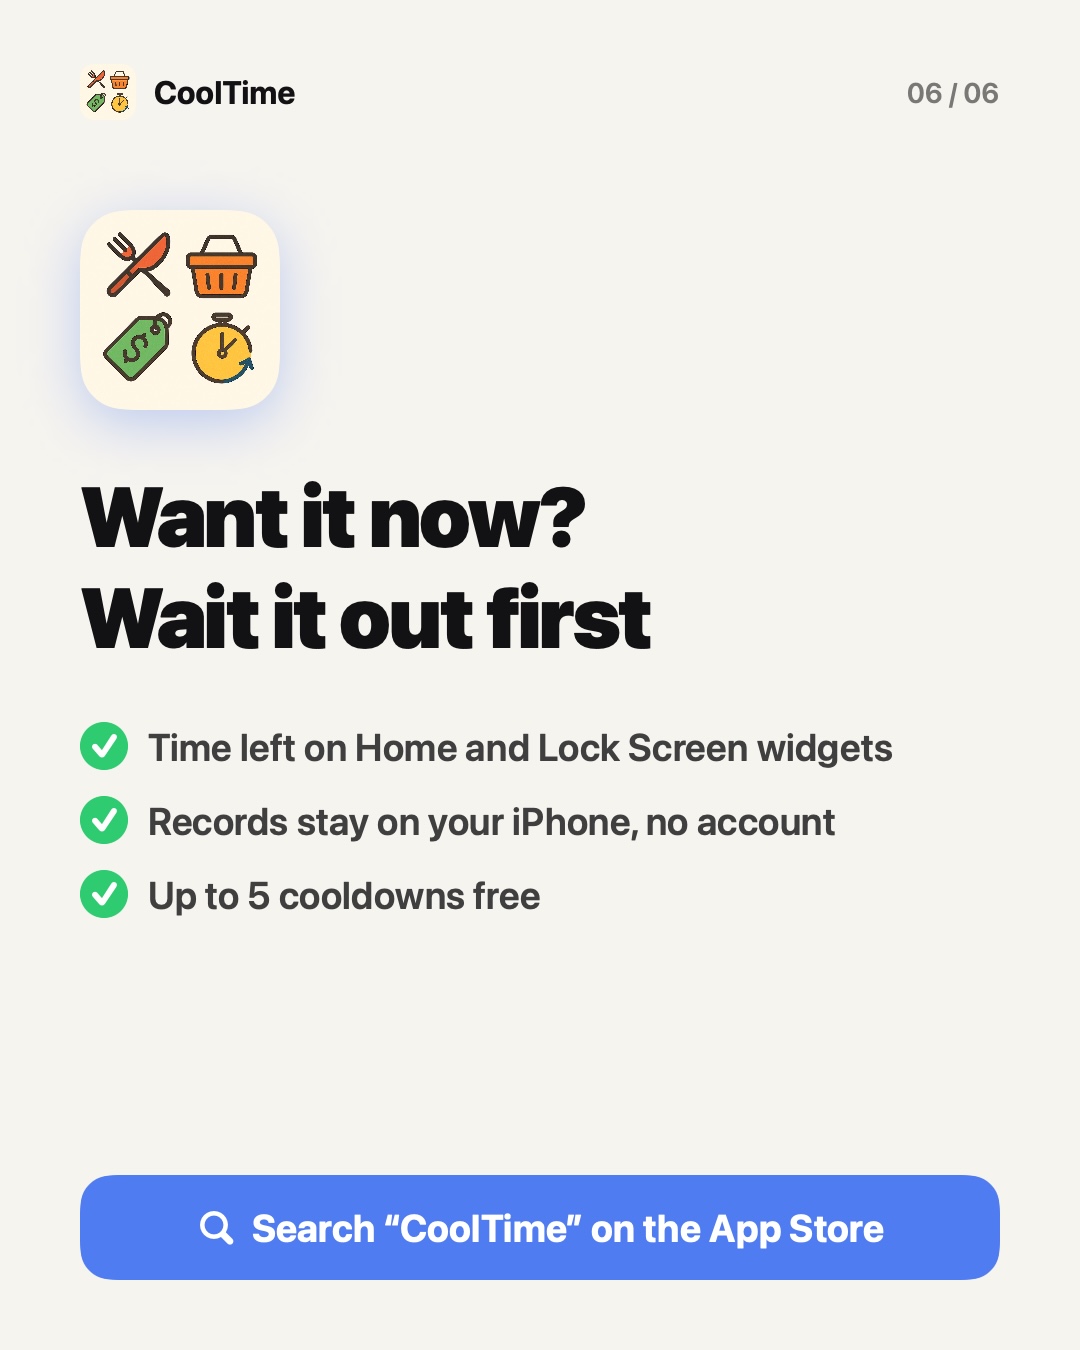 CoolTime
06 / 06
Want it now?
Wait it out first
Time left on Home and Lock Screen widgets
Records stay on your iPhone, no account
Up to 5 cooldowns free
Search “CoolTime” on the App Store